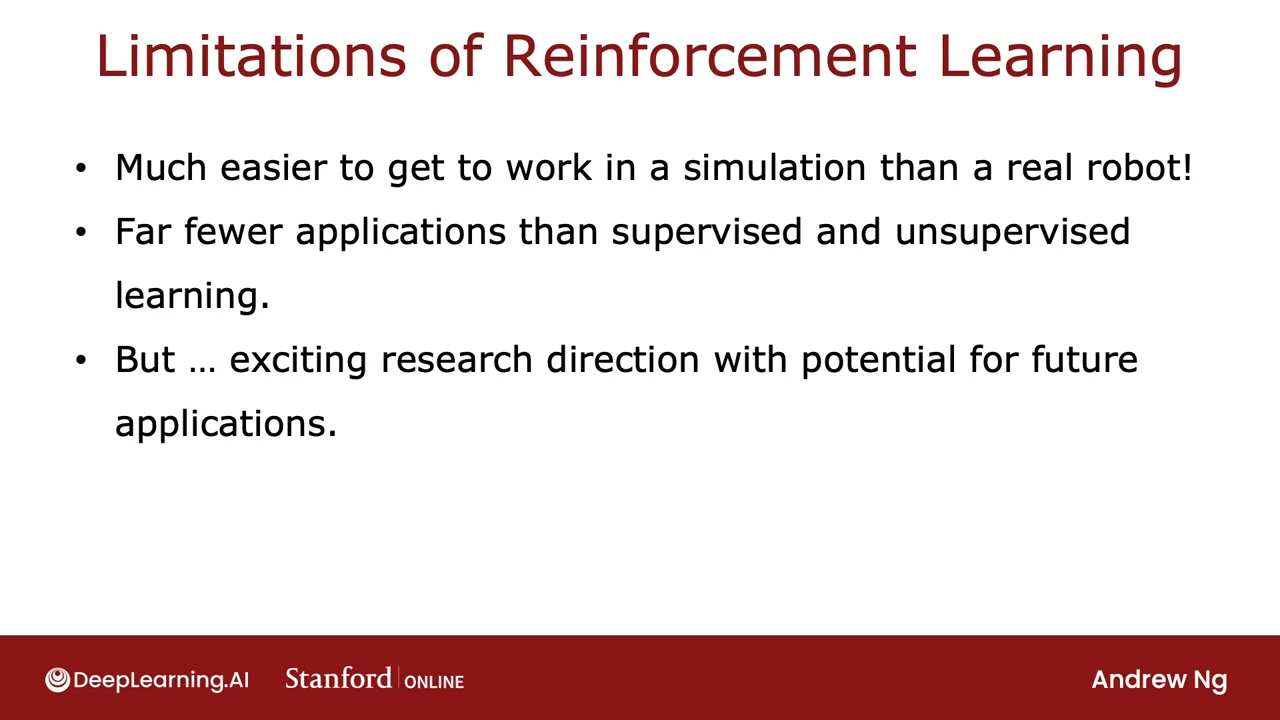 Limitations of Reinforcement Learning
• Much easier to get to work in a simulation than a real robot!
• Far fewer applications than supervised and unsupervised
learning.
• But … exciting research direction with potential for future
applications.
DeepLearning.AI Stanford | ONLINE Andrew Ng